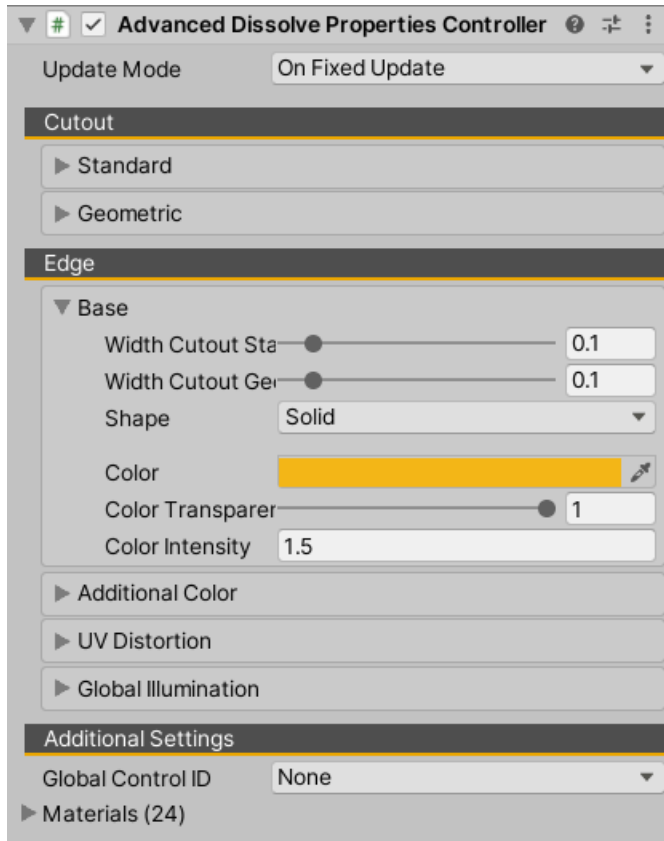 Advanced Dissolve Properties Controller
Update Mode On Fixed Update
Cutout
Standard
Geometric
Edge
Base
Width Cutout Sta 0.1
Width Cutout Ge 0.1
Shape Solid
Color
Color Transparer 1
Color Intensity 1.5
Additional Color
UV Distortion
Global Illumination
Additional Settings
Global Control ID None
Materials (24)